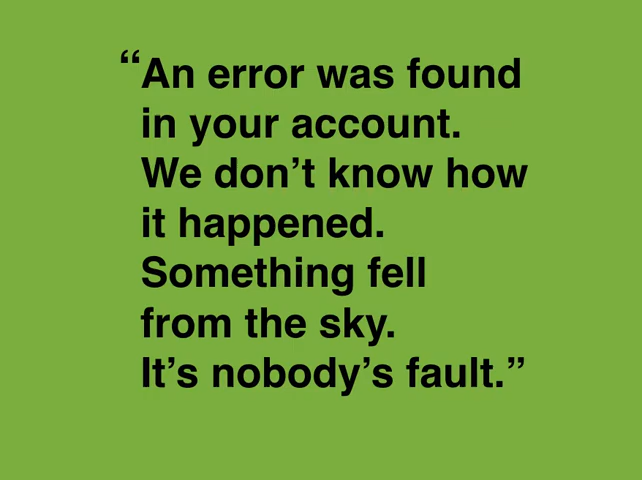 “An error was found
in your account.
We don’t know how
it happened.
Something fell
from the sky.
It’s nobody’s fault.”